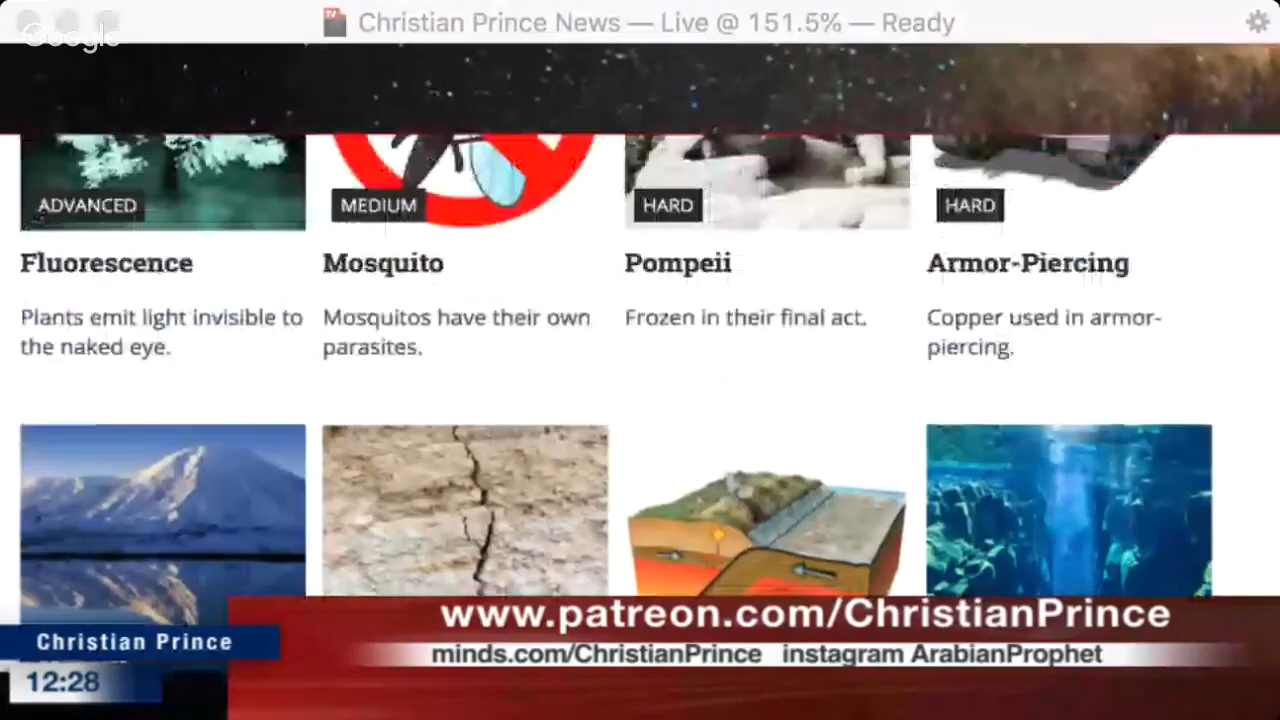 Christian Prince News — Live @ 151.5% — Ready
Google
ADVANCED
MEDIUM
HARD
HARD
Fluorescence
Mosquito
Pompeii
Armor-Piercing
Plants emit light invisible to
the naked eye.
Mosquitos have their own
parasites.
Frozen in their final act.
Copper used in armor-
piercing.
www.patreon.com/ChristianPrince
Christian Prince
minds.com/ChristianPrince instagram ArabianProphet
12:28